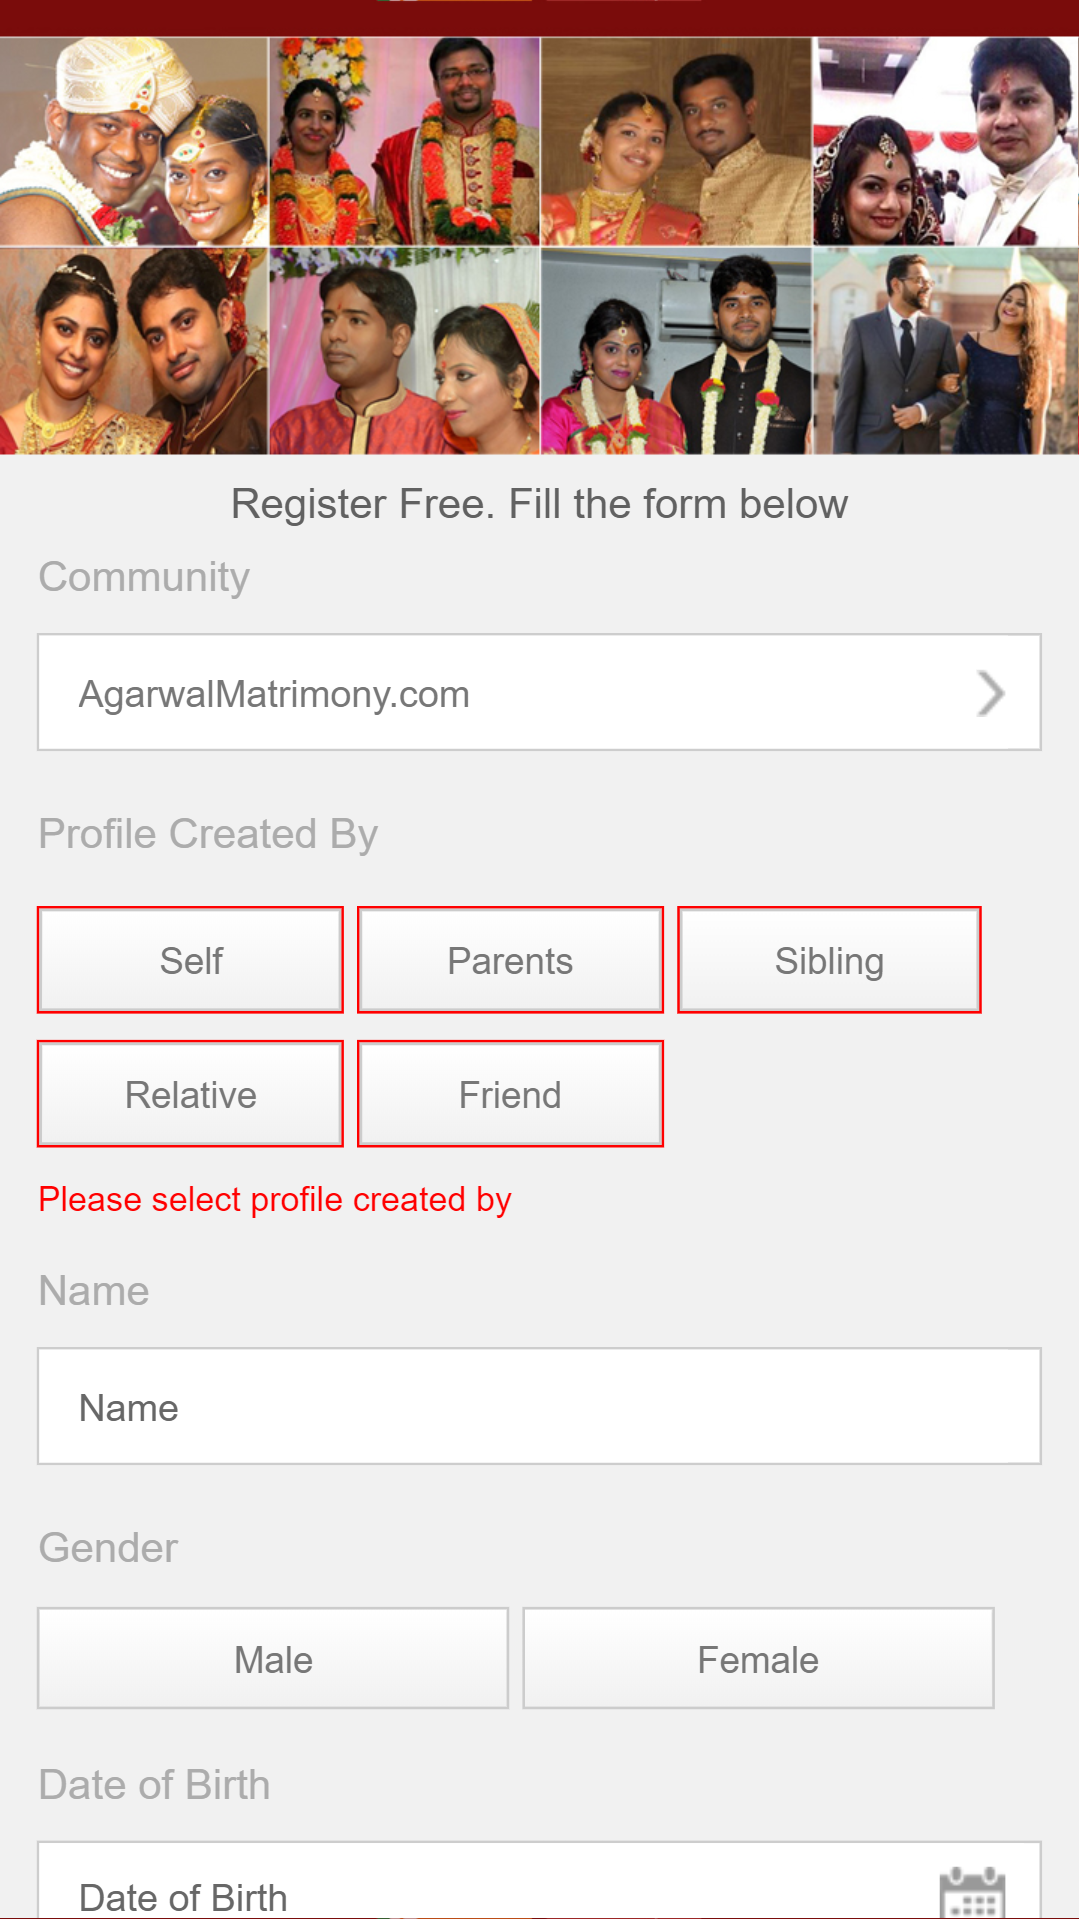 Register Free. Fill the form below
Community
AgarwalMatrimony.com
Profile Created By
Self Parents Sibling
Relative Friend
Please select profile created by
Name
Name
Gender
Male Female
Date of Birth
Date of Birth